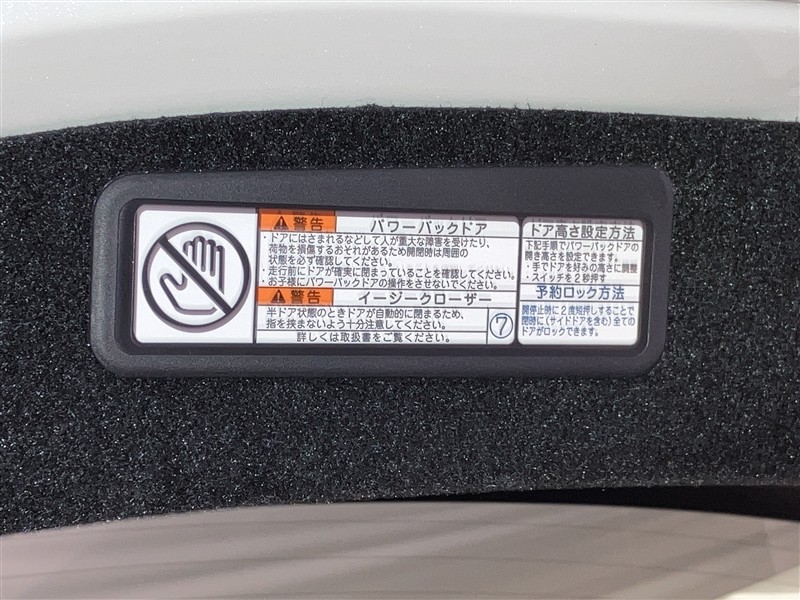 警告 パワーバックドア
・ドアにはさまれるなどして人が重大な障害を受けたり、
荷物を損傷するおそれがあるため開閉時は周囲の
状態を必ず確認してください。
・走行前にドアが確実に閉まっていることを確認してください。
・お子様にパワーバックドアの操作をさせないでください。
警告 イージークローザー
半ドア状態のときドアが自動的に閉まるため、
指を挟まないよう十分注意してください。
詳しくは取扱書をご覧ください。
⑦
ドア高さ設定方法
下記手順でパワーバックドアの
開き高さを設定できます。
・手でドアを好みの高さに調整
・スイッチを2秒押す
予約ロック方法
開停止時に2度短押しすることで
閉時に(サイドドアを含む)全ての
ドアがロックできます。